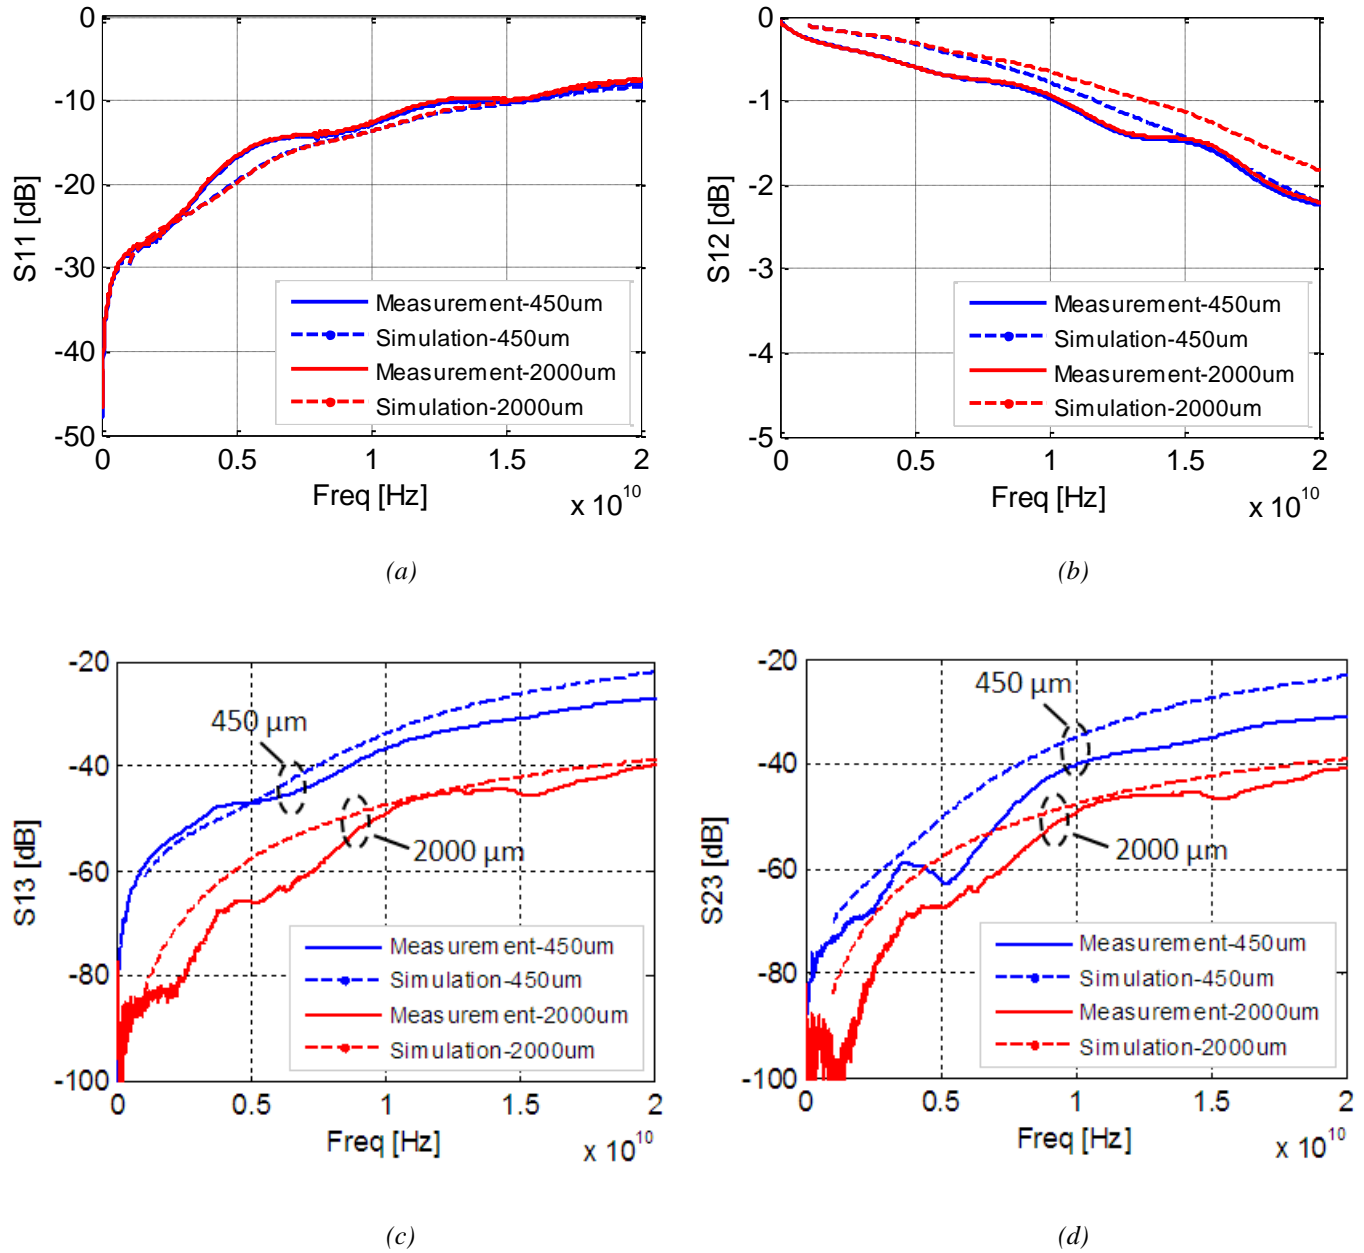 0
-10
-20
-30
-40
-50
S11 [dB]
Measurement-450um
Simulation-450um
Measurement-2000um
Simulation-2000um
0 0.5 1 1.5 2
Freq [Hz]
x 10^10
(a)
0
-1
-2
-3
-4
-5
S12 [dB]
Measurement-450um
Simulation-450um
Measurement-2000um
Simulation-2000um
0 0.5 1 1.5 2
Freq [Hz]
x 10^10
(b)
-20
-40
-60
-80
-100
S13 [dB]
450 µm
2000 µm
Measurement-450um
Simulation-450um
Measurement-2000um
Simulation-2000um
0 0.5 1 1.5 2
Freq [Hz]
x 10^10
(c)
-20
-40
-60
-80
-100
S23 [dB]
450 µm
2000 µm
Measurement-450um
Simulation-450um
Measurement-2000um
Simulation-2000um
0 0.5 1 1.5 2
Freq [Hz]
x 10^10
(d)